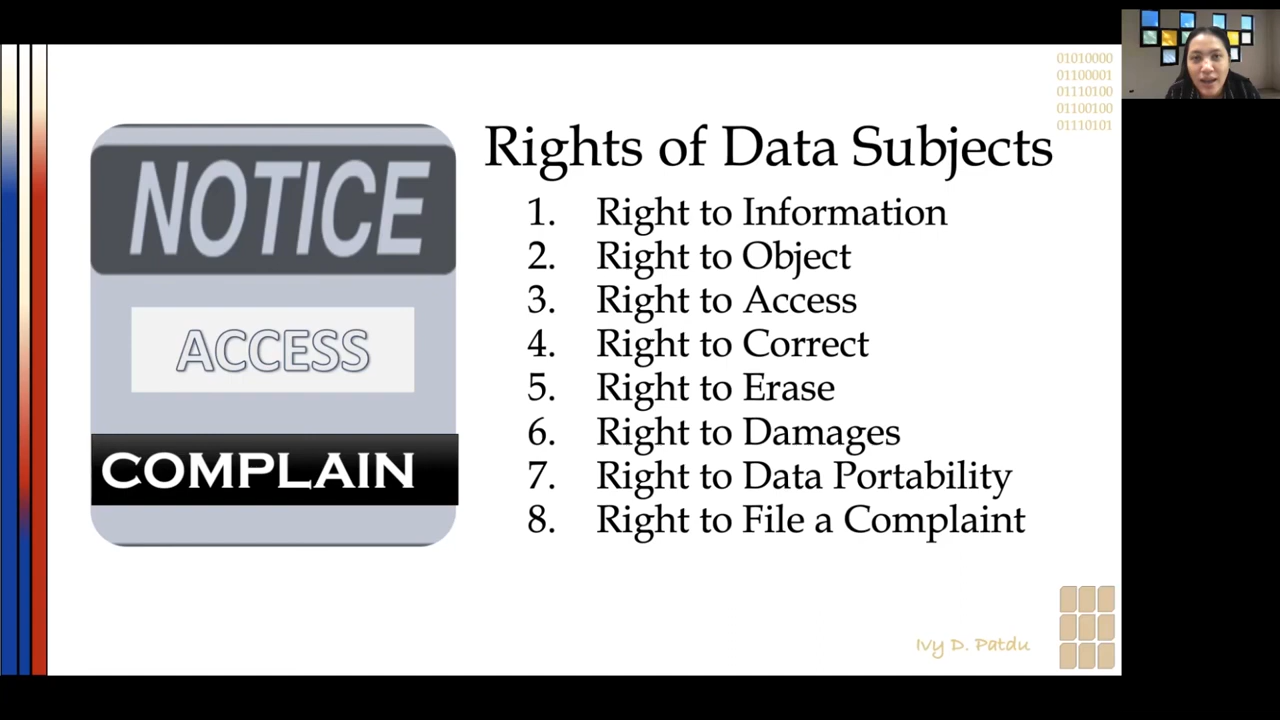 NOTICE
ACCESS
COMPLAIN
01010000
01100001
01110100
01100100
01110101
Rights of Data Subjects
1. Right to Information
2. Right to Object
3. Right to Access
4. Right to Correct
5. Right to Erase
6. Right to Damages
7. Right to Data Portability
8. Right to File a Complaint
Ivy D. Patdu